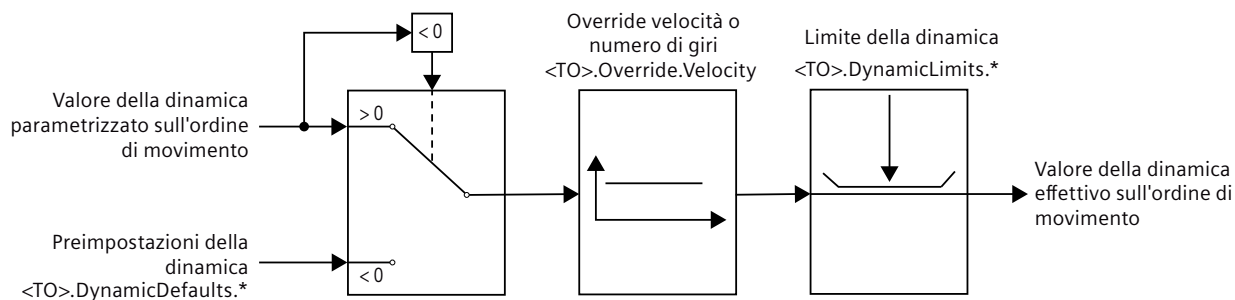 < 0
Override velocità o
numero di giri
<TO>.Override.Velocity
Limite della dinamica
<TO>.DynamicLimits.*
Valore della dinamica
parametrizzato sull'ordine
di movimento
> 0
Valore della dinamica
effettivo sull'ordine di
movimento
Preimpostazioni della
dinamica
<TO>.DynamicDefaults.*
< 0